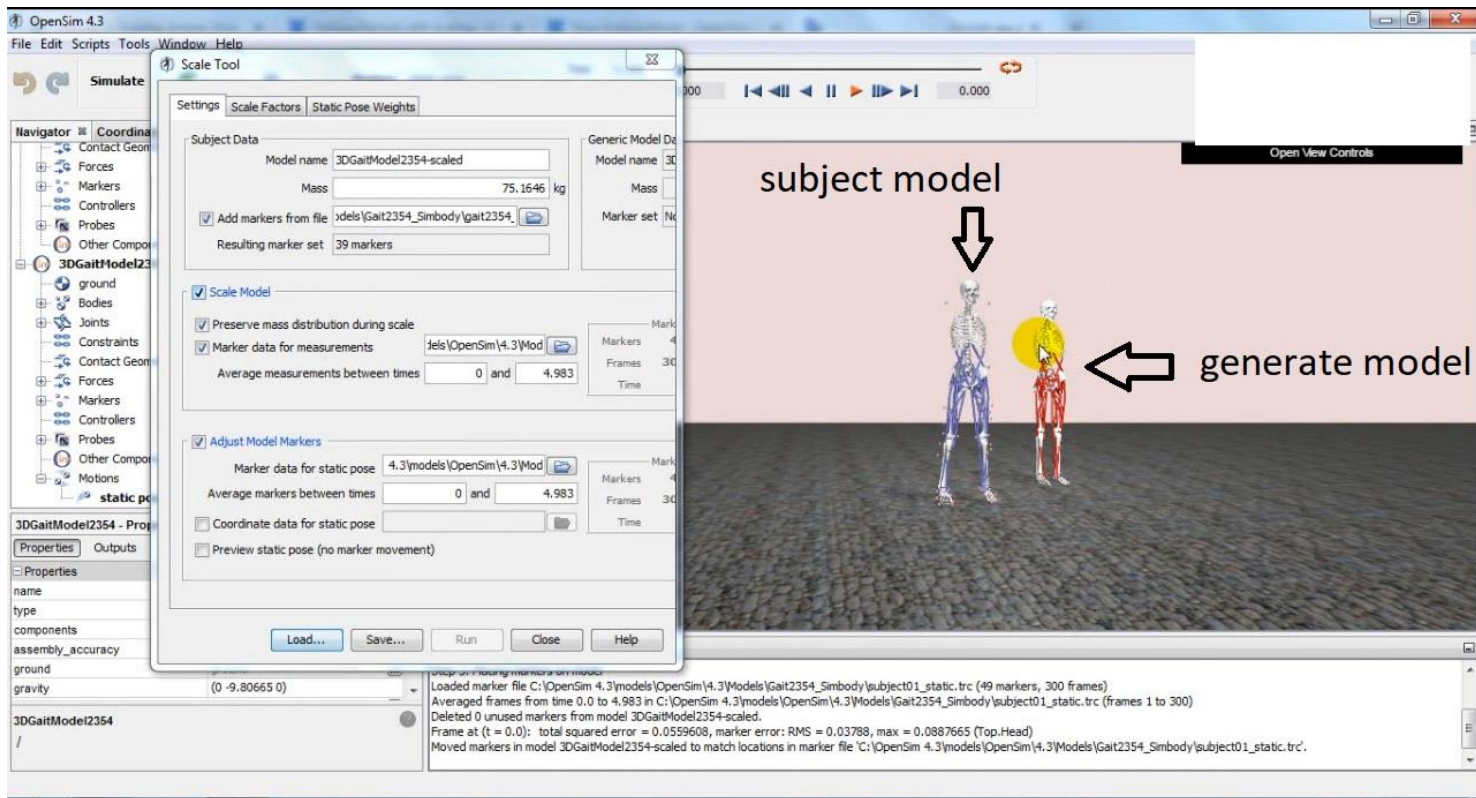 OpenSim 4.3
File Edit Scripts Tools Window Help
Simulate
Scale Tool
Settings Scale Factors Static Pose Weights
Subject Data
Model name 3DGaitModel2354-scaled
Mass 75.1646 kg
Add markers from file odels\Gait2354_Simbody\gait2354_
Resulting marker set 39 markers
Generic Model Da
Model name 3D
Mass
Marker set No
Scale Model
Preserve mass distribution during scale
Marker data for measurements dels\OpenSim\4.3\Mod
Average measurements between times 0 and 4.983
Mark
Markers 4
Frames 30
Time
Adjust Model Markers
Marker data for static pose 4.3\models\OpenSim\4.3\Mod
Average markers between times 0 and 4.983
Coordinate data for static pose
Preview static pose (no marker movement)
Mark
Markers 4
Frames 30
Time
Load... Save... Run Close Help
Navigator Coordina
Contact Geom
Forces
Markers
Controllers
Probes
Other Compo
3DGaitModel23
ground
Bodies
Joints
Constraints
Contact Geom
Forces
Markers
Controllers
Probes
Other Compo
Motions
static po
3DGaitModel2354 - Prop
Properties Outputs
Properties
name
type
components
assembly_accuracy
ground
gravity (0 -9.80665 0)
3DGaitModel2354
/
000 0.000
Open View Controls
subject model
generate model
Loaded marker file C:\OpenSim 4.3\models\OpenSim\4.3\Models\Gait2354_Simbody\subject01_static.trc (49 markers, 300 frames)
Averaged frames from time 0.0 to 4.983 in C:\OpenSim 4.3\models\OpenSim\4.3\Models\Gait2354_Simbody\subject01_static.trc (frames 1 to 300)
Deleted 0 unused markers from model 3DGaitModel2354-scaled.
Frame at (t = 0.0): total squared error = 0.0559608, marker error: RMS = 0.03788, max = 0.0887665 (Top.Head)
Moved markers in model 3DGaitModel2354-scaled to match locations in marker file 'C:\OpenSim 4.3\models\OpenSim\4.3\Models\Gait2354_Simbody\subject01_static.trc'.